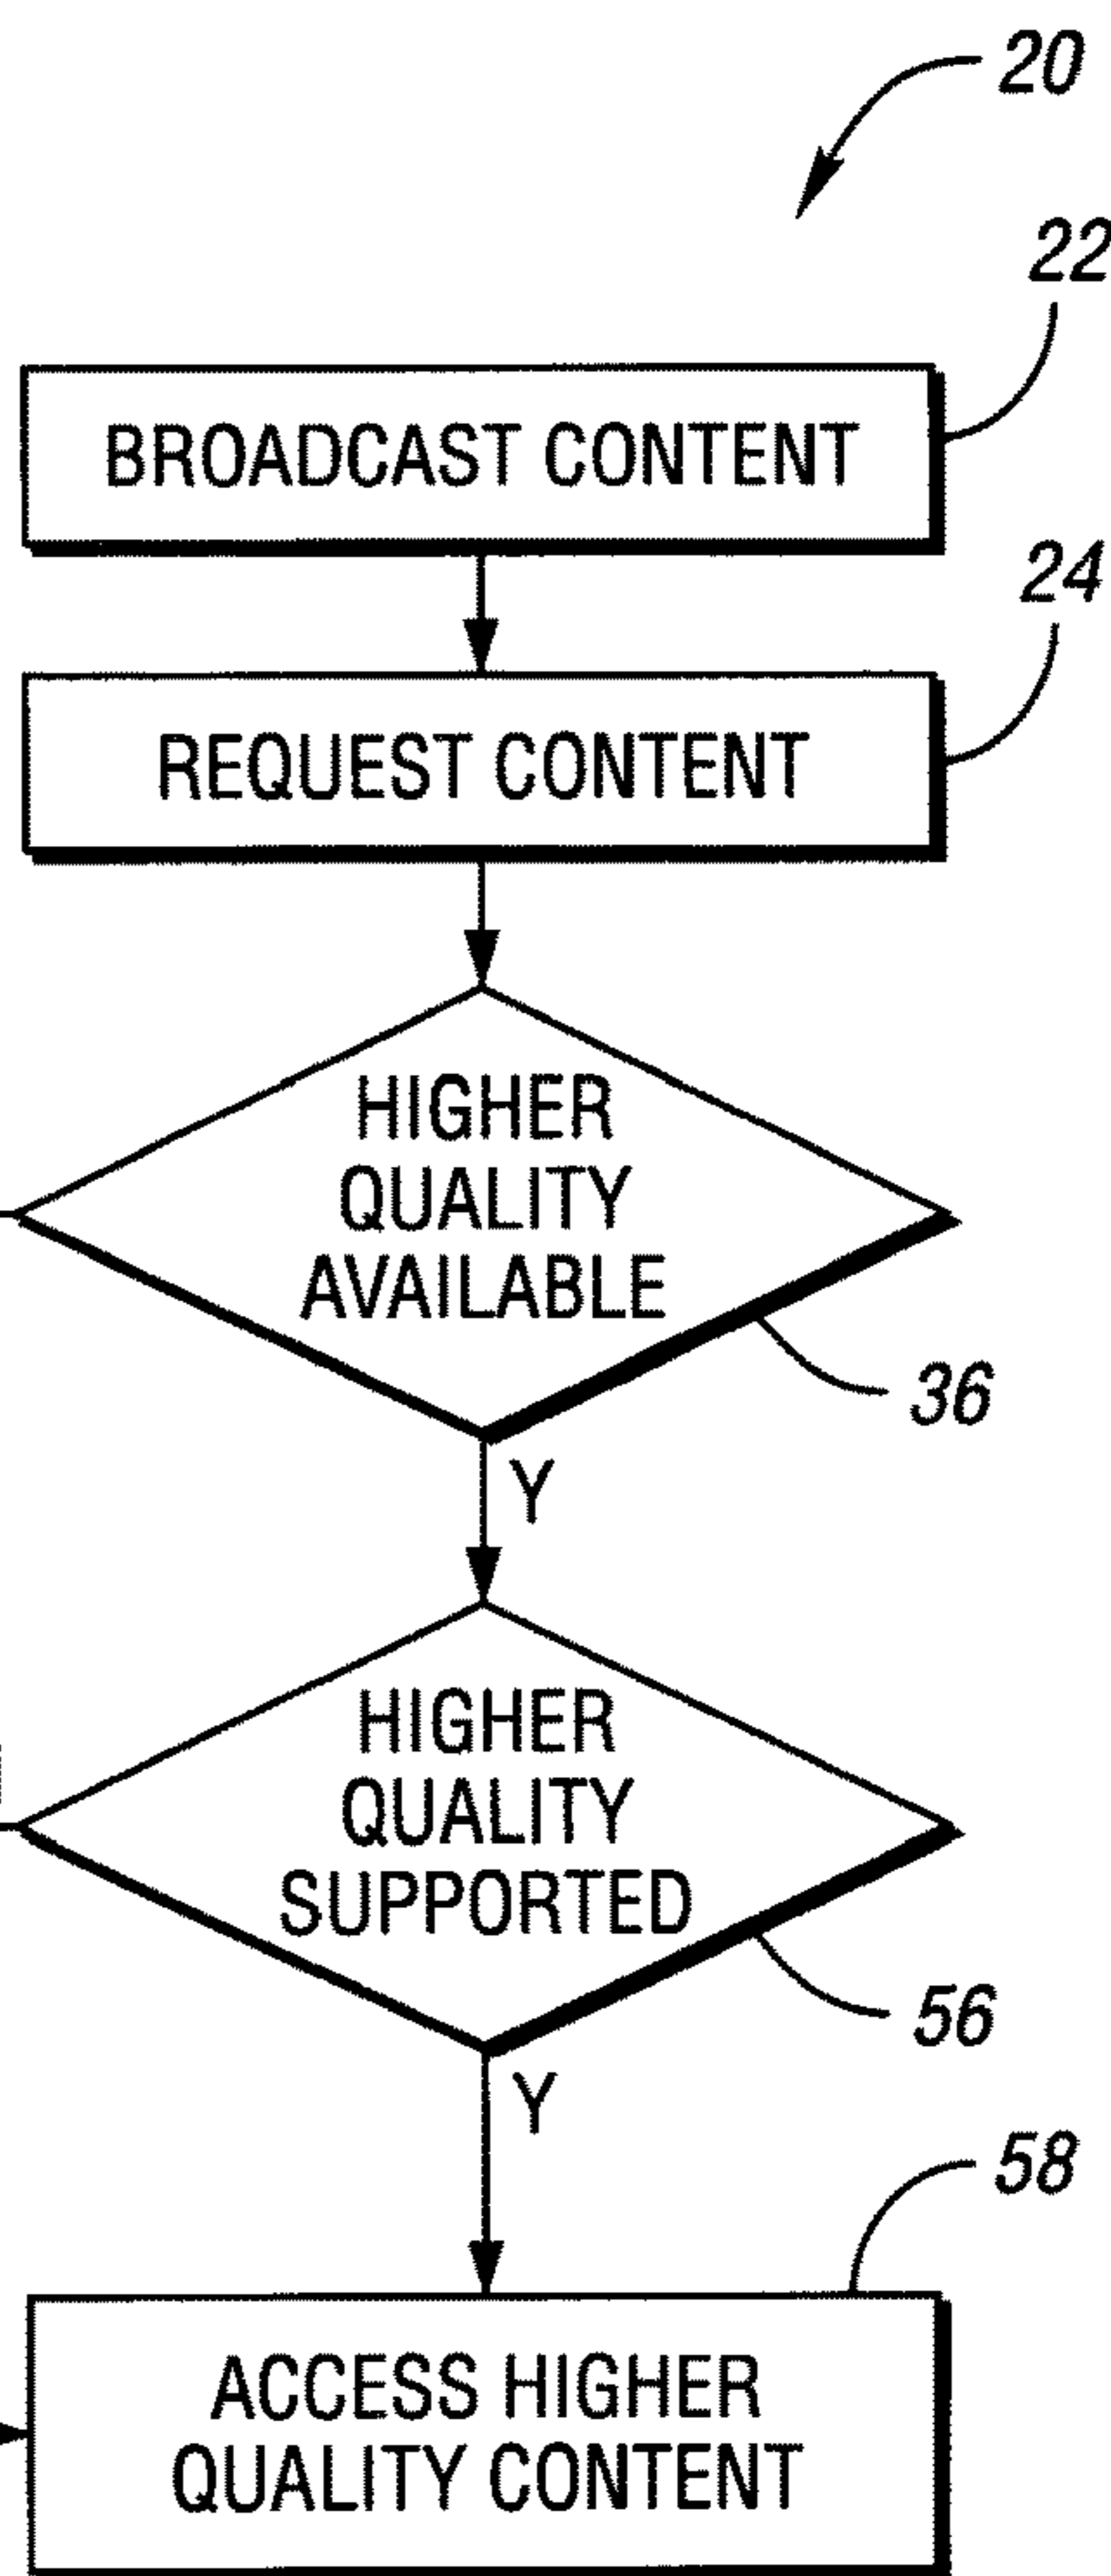 20
22
BROADCAST CONTENT
24
REQUEST CONTENT
HIGHER
QUALITY
AVAILABLE
36
Y
HIGHER
QUALITY
SUPPORTED
56
Y
58
ACCESS HIGHER
QUALITY CONTENT